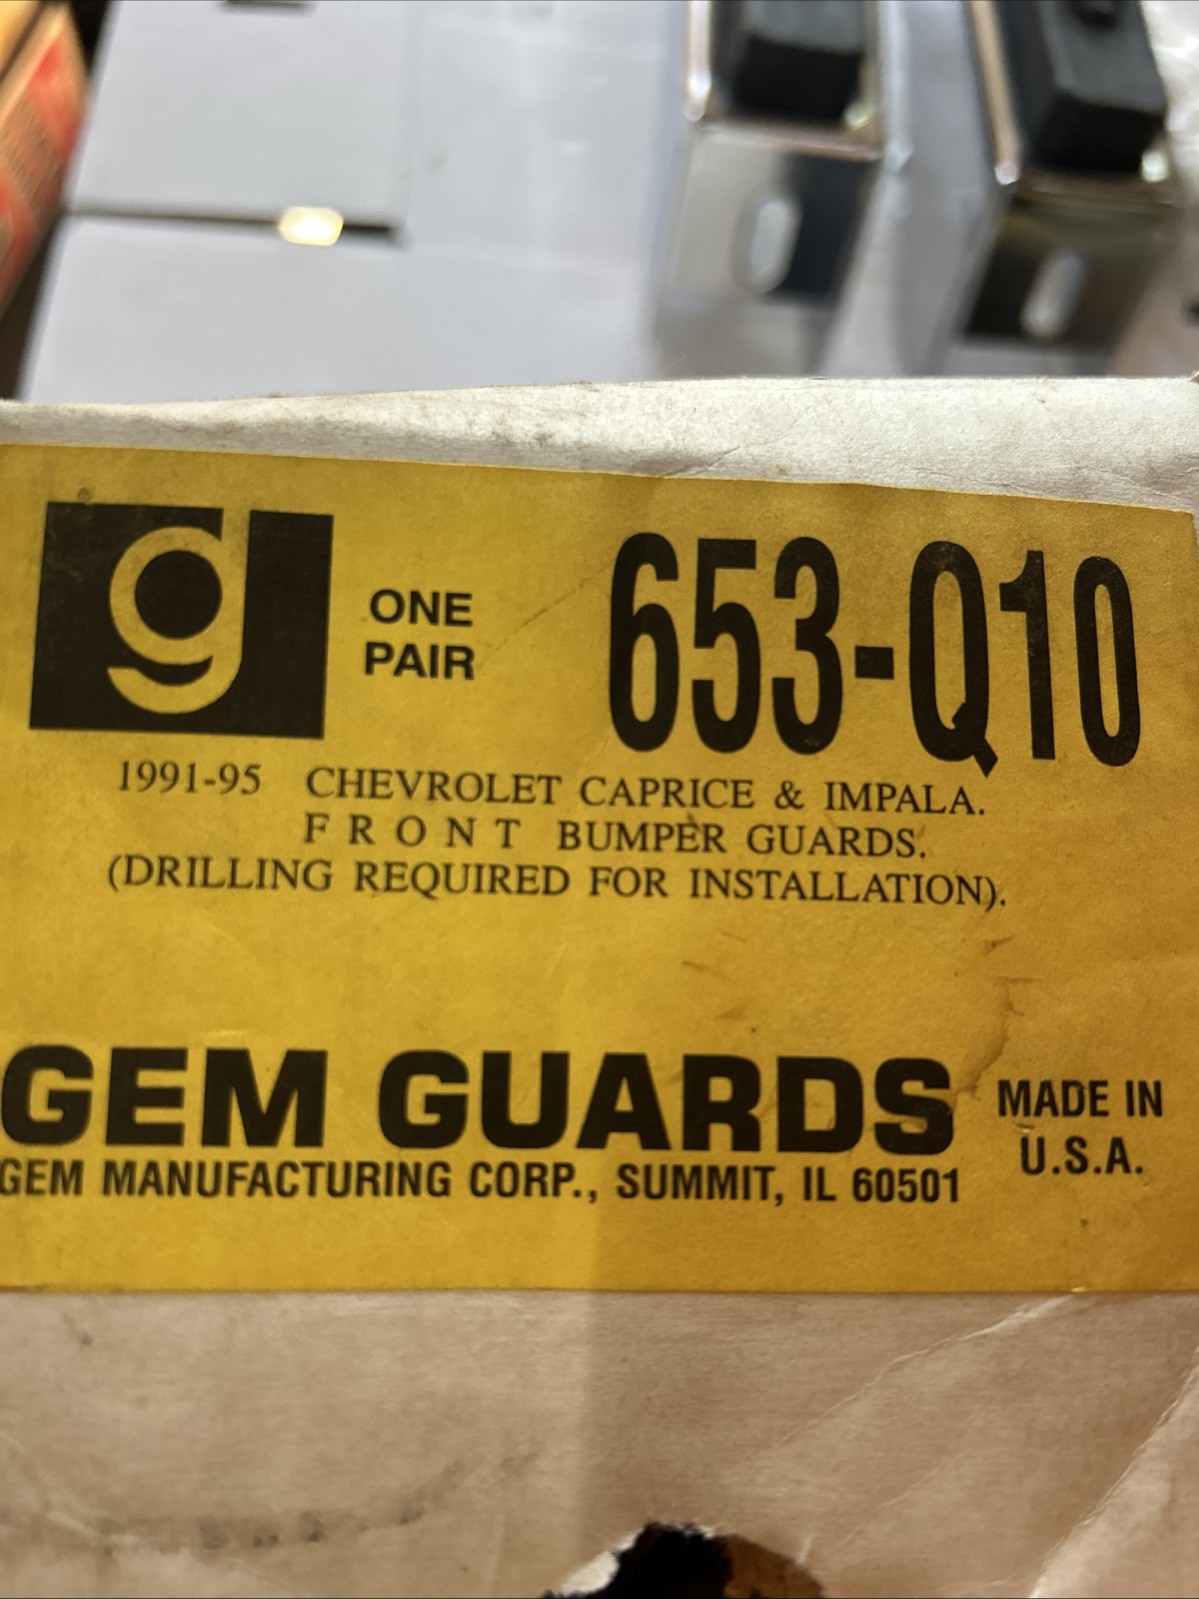 g
ONE
PAIR
653-Q10
1991-95 CHEVROLET CAPRICE & IMPALA.
FRONT BUMPER GUARDS.
(DRILLING REQUIRED FOR INSTALLATION).
GEM GUARDS
GEM MANUFACTURING CORP., SUMMIT, IL 60501
MADE IN
U.S.A.